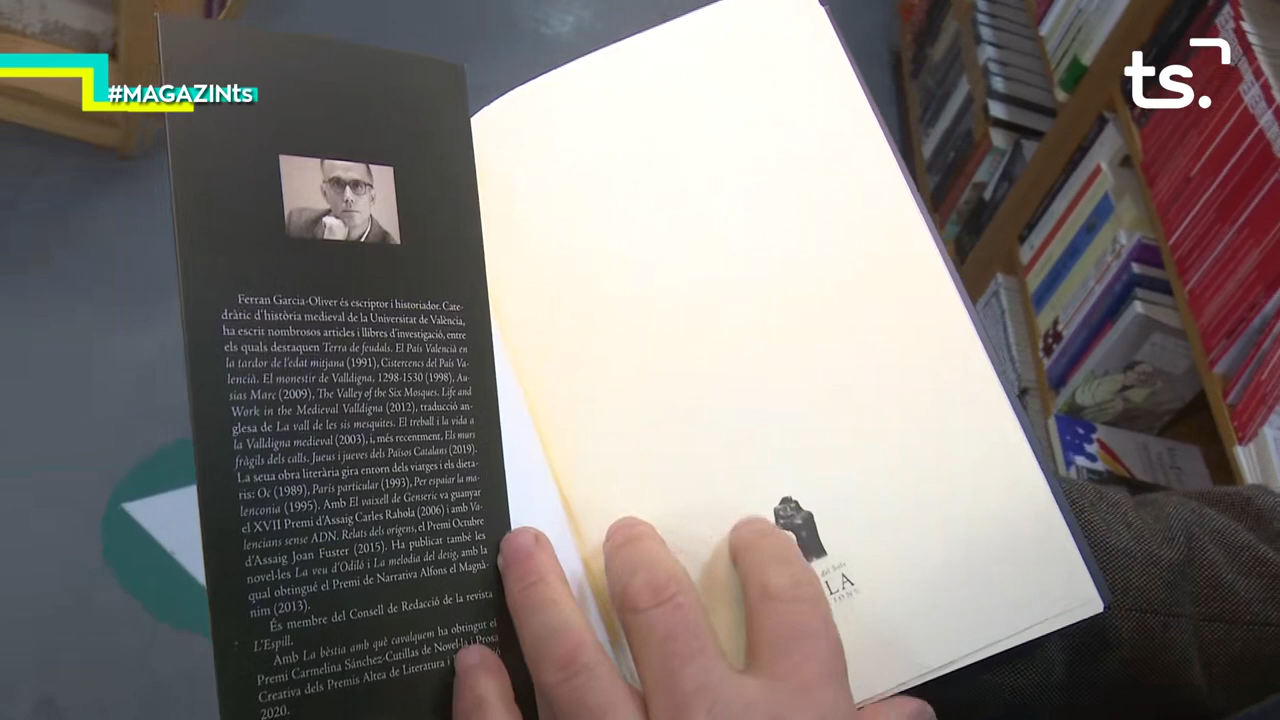 #MAGAZINts
ts.
Ferran Garcia-Oliver és escriptor i historiador. Cate-
dràtic d'història medieval de la Universitat de València,
ha escrit nombrosos articles i llibres d'investigació, entre
els quals destaquen Terra de feudals. El País Valencià en
la tardor de l'edat mitjana (1991), Cistercencs del País Va-
lencià. El monestir de Valldigna, 1298-1530 (1998), Au-
sias Marc (2009), The Valley of the Six Mosques. Life and
Work in the Medieval Valldigna (2012), traducció an-
glesa de La vall de les sis mesquites. El treball i la vida a
la Valldigna medieval (2003), i, més recentment, Els murs
fràgils dels calls. Jueus i jueves dels Països Catalans (2019).
La seua obra literària gira entorn dels viatges i els dieta-
ris: Oc (1989), París particular (1993), Per espaiar la ma-
lenconia (1995). Amb El vaixell de Genseric va guanyar
el XVII Premi d'Assaig Carles Rahola (2006) i amb Va-
lencians sense ADN. Relats dels orígens, el Premi Octubre
d'Assaig Joan Fuster (2015). Ha publicat també les
novel·les La veu d'Odiló i La melodia del desig, amb la
qual obtingué el Premi de Narrativa Alfons el Magnà-
nim (2013).
És membre del Consell de Redacció de la revista
L'Espill.
Amb La bèstia amb què cavalquem ha obtingut el
Premi Carmelina Sánchez-Cutillas de Novel·la i Prosa
Creativa dels Premis Altea de Literatura i
2020.
LA